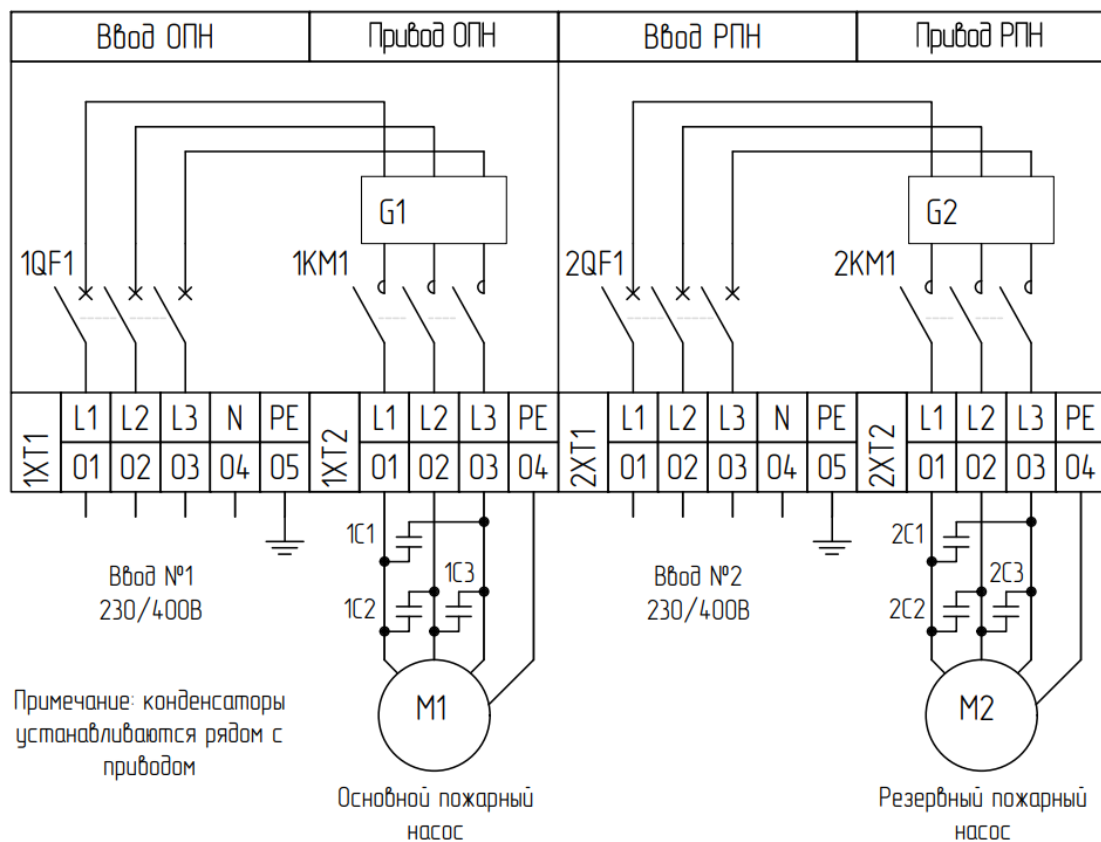 Ввод ОПН
Привод ОПН
Ввод РПН
Привод РПН
G1
G2
1QF1
1КМ1
2QF1
2КМ1
1XT1
L1 L2 L3 N PE
01 02 03 04 05
1XT2
L1 L2 L3 PE
01 02 03 04
2XT1
L1 L2 L3 N PE
01 02 03 04 05
2XT2
L1 L2 L3 PE
01 02 03 04
Ввод №1
230/400В
1С1
1С2
1С3
Ввод №2
230/400В
2С1
2С2
2С3
М1
М2
Примечание: конденсаторы
устанавливаются рядом с
приводом
Основной пожарный
насос
Резервный пожарный
насос